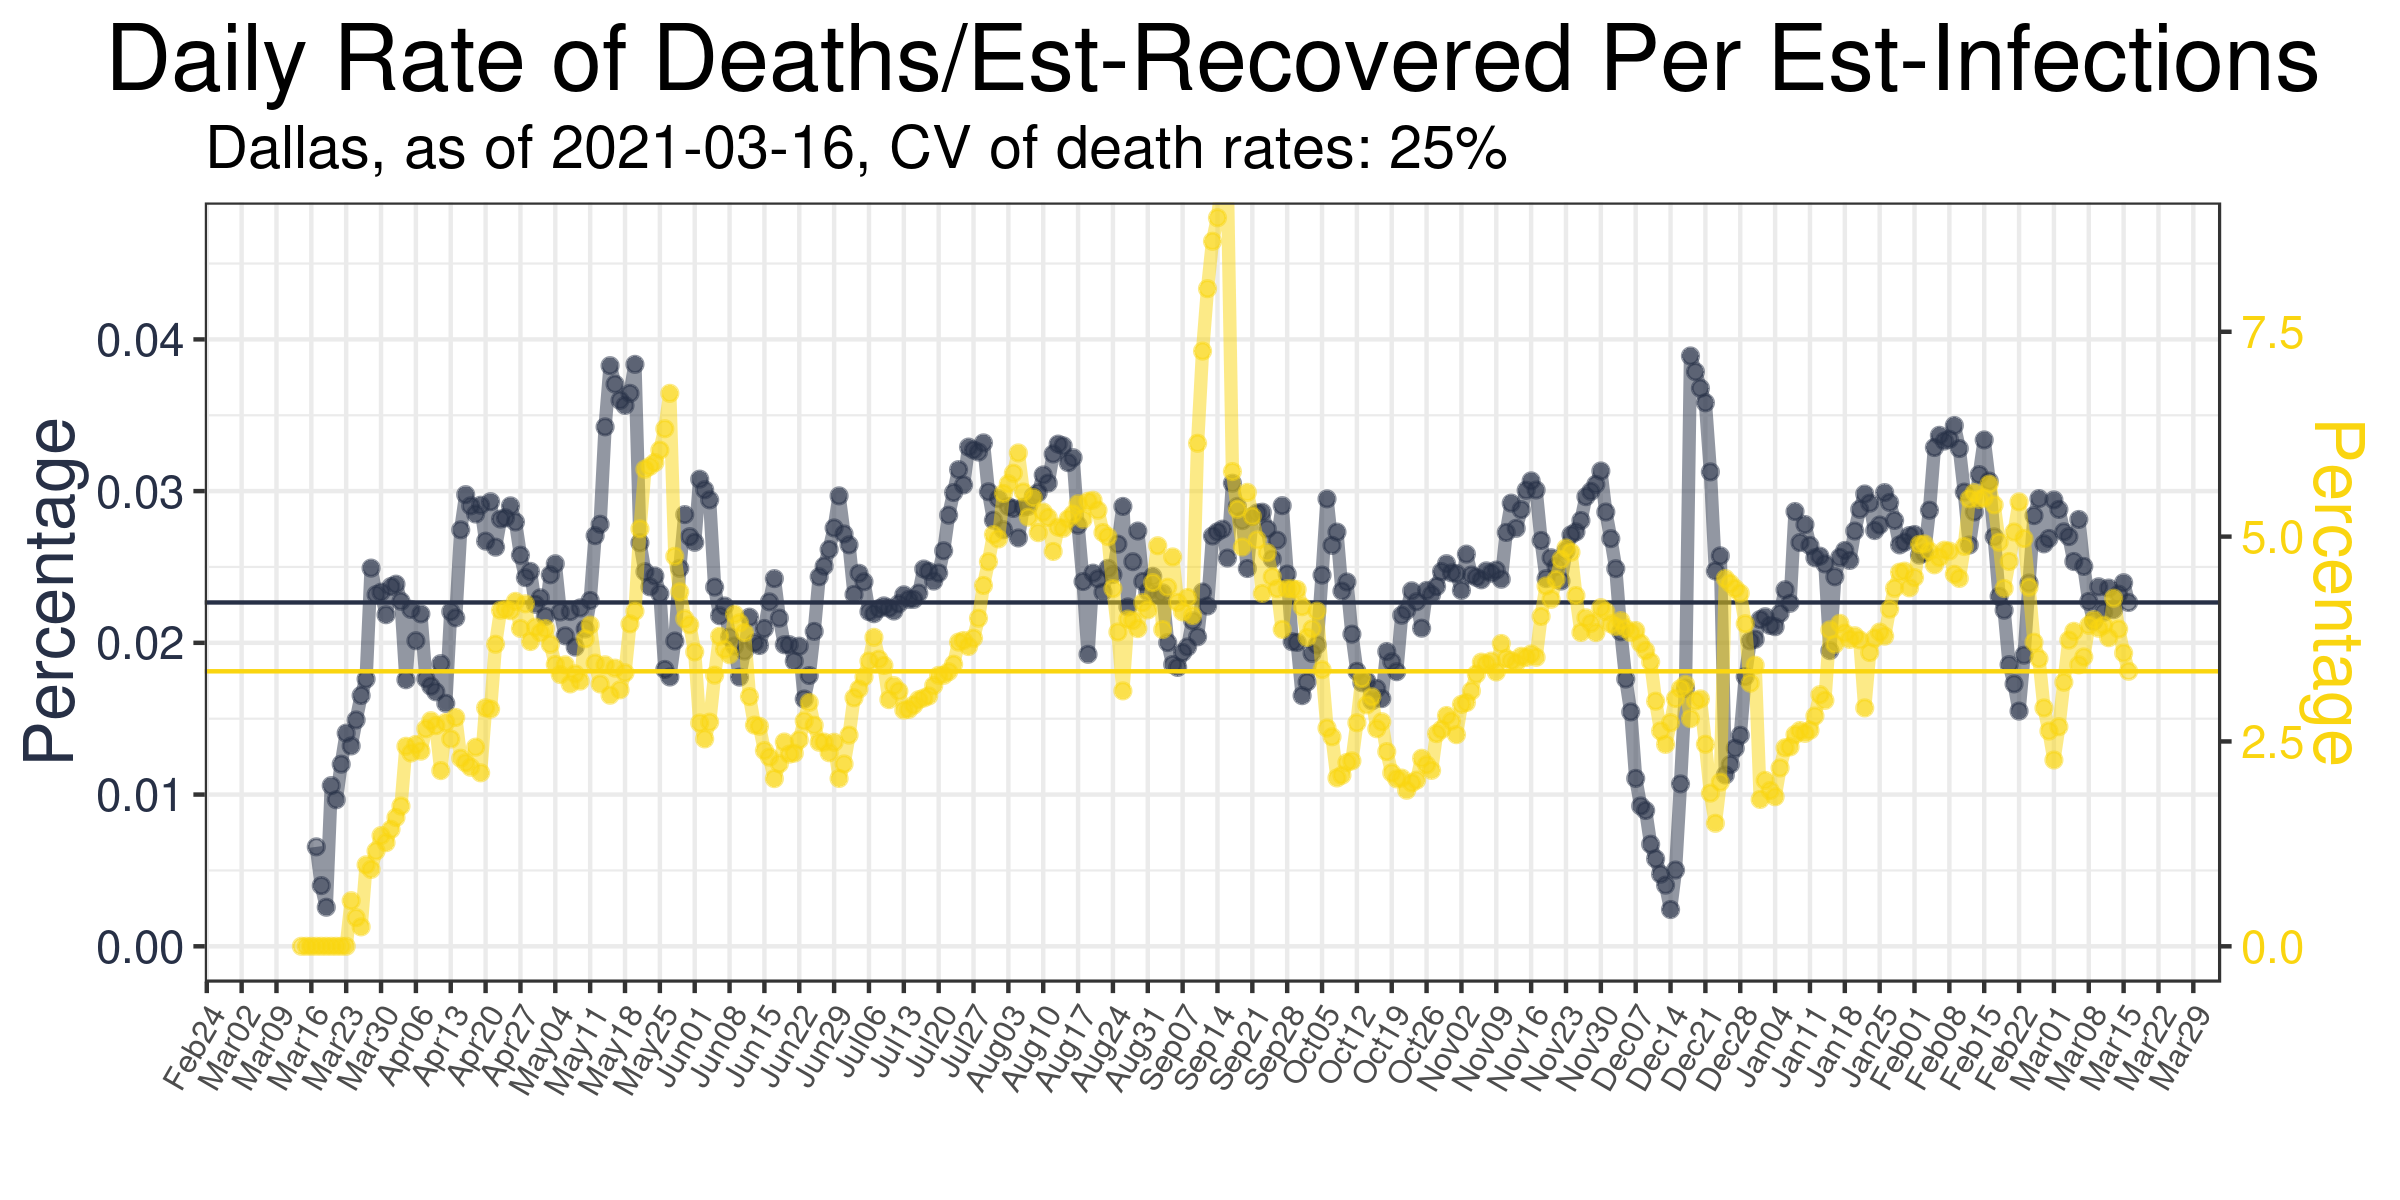 Daily Rate of Deaths/Est-Recovered Per Est-Infections
Dallas, as of 2021-03-16, CV of death rates: 25%
Percentage
0.04
0.03
0.02
0.01
0.00
7.5
5.0
2.5
0.0
Percentage
Feb24 Mar02 Mar09 Mar16 Mar23 Mar30 Apr06 Apr13 Apr20 Apr27 May04 May11 May18 May25 Jun01 Jun08 Jun15 Jun22 Jun29 Jul06 Jul13 Jul20 Jul27 Aug03 Aug10 Aug17 Aug24 Aug31 Sep07 Sep14 Sep21 Sep28 Oct05 Oct12 Oct19 Oct26 Nov02 Nov09 Nov16 Nov23 Nov30 Dec07 Dec14 Dec21 Dec28 Jan04 Jan11 Jan18 Jan25 Feb01 Feb08 Feb15 Feb22 Mar01 Mar08 Mar15 Mar22 Mar29